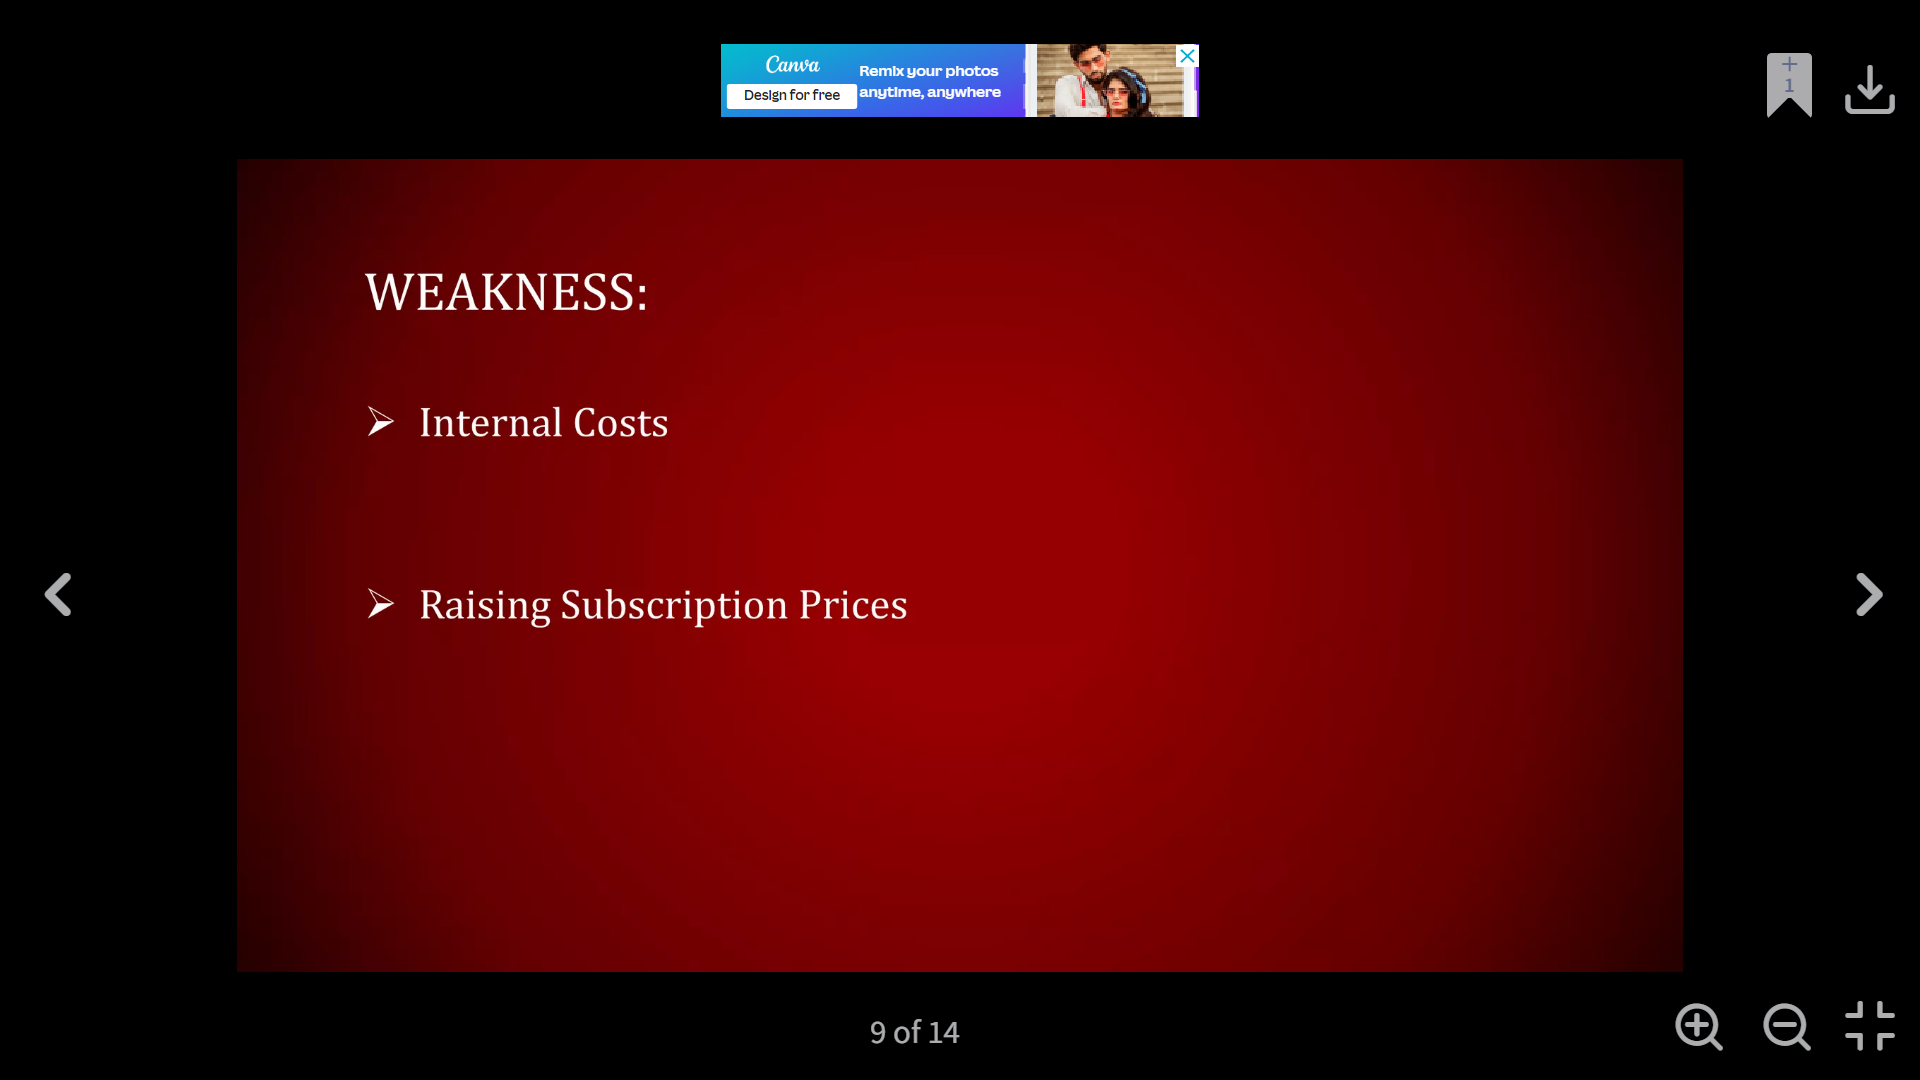 Canva
Design for free
Remix your photos
anytime, anywhere
+
1
WEAKNESS:
➢ Internal Costs
➢ Raising Subscription Prices
9 of 14